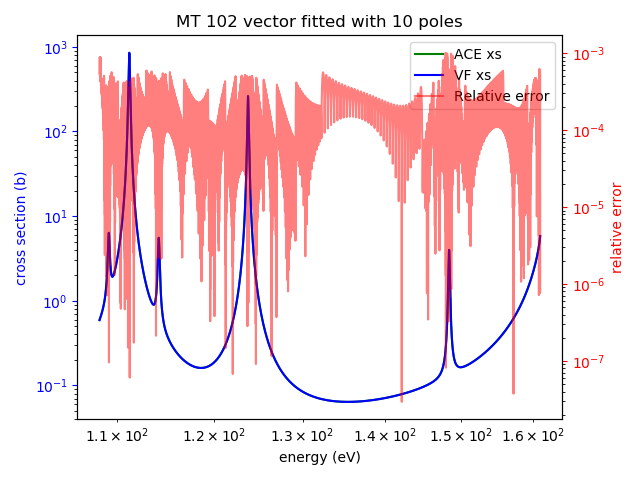 MT 102 vector fitted with 10 poles
ACE xs
VF xs
Relative error
cross section (b)
10³
10²
10¹
10⁰
10⁻¹
10⁻³
10⁻⁴
10⁻⁵
10⁻⁶
10⁻⁷
relative error
1.1 × 10² 1.2 × 10² 1.3 × 10² 1.4 × 10² 1.5 × 10² 1.6 × 10²
energy (eV)